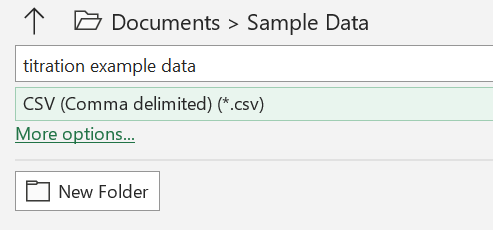 Documents > Sample Data
titration example data
CSV (Comma delimited) (*.csv)
More options...
New Folder